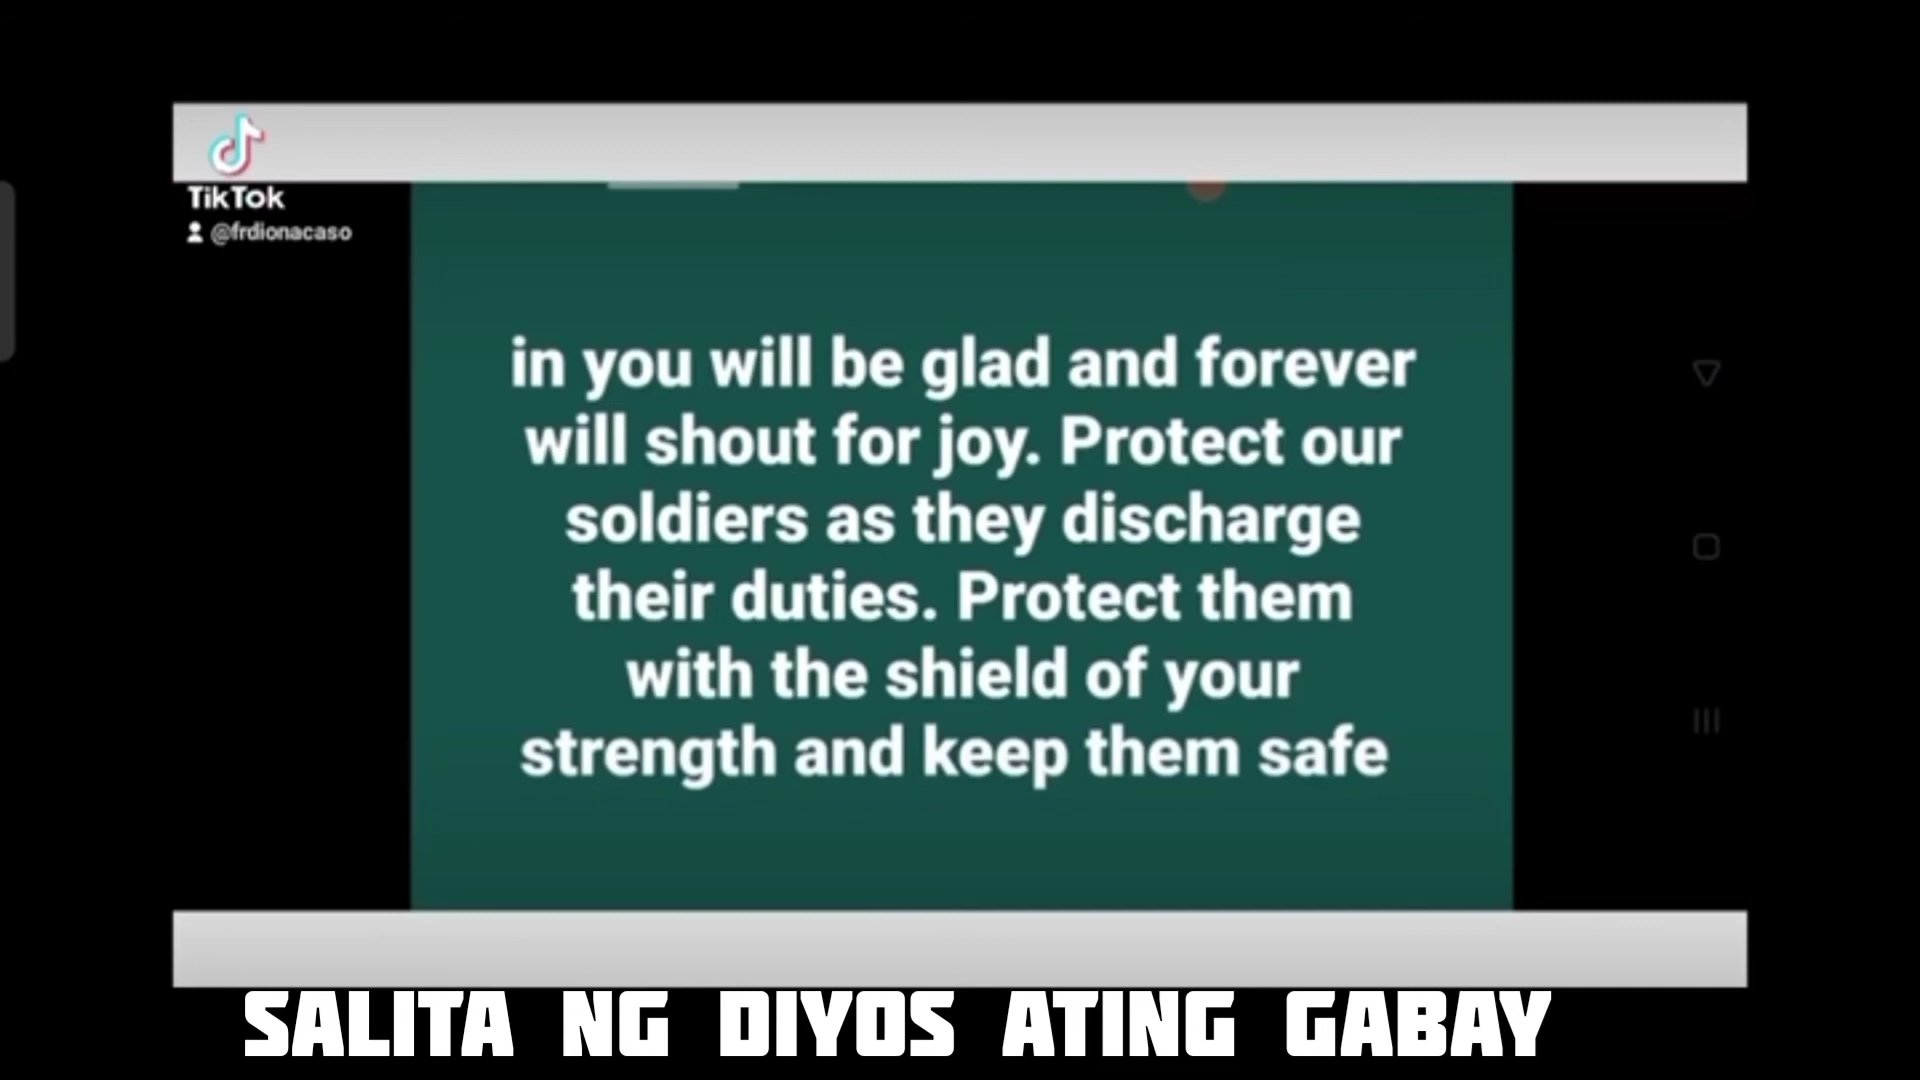 TikTok
@frdionacaso
in you will be glad and forever
will shout for joy. Protect our
soldiers as they discharge
their duties. Protect them
with the shield of your
strength and keep them safe
SALITA NG DIYOS ATING GABAY